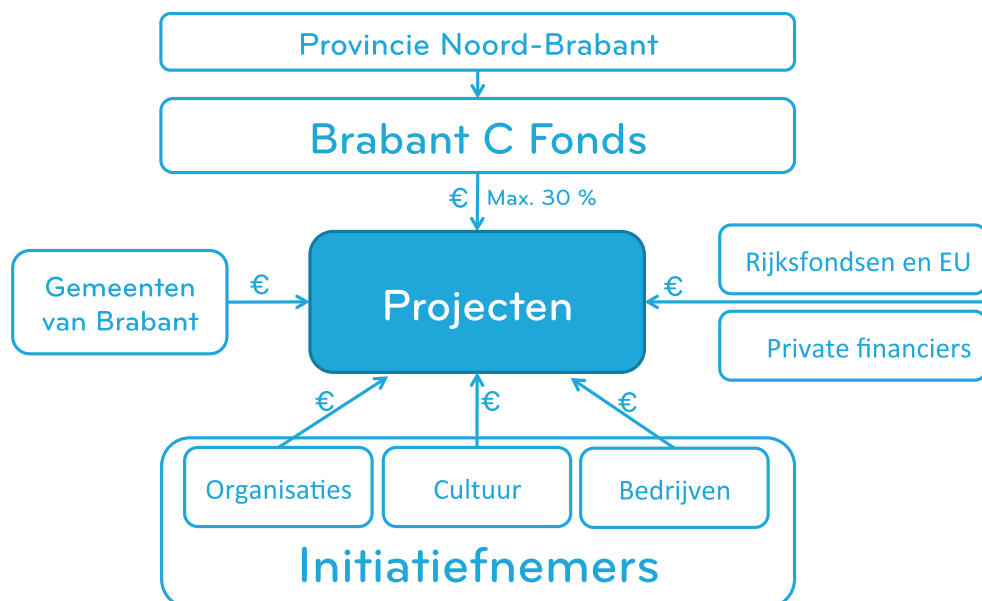 Provincie Noord-Brabant
Brabant C Fonds
€ Max. 30 %
Gemeenten
van Brabant
€
Projecten
€
Rijksfondsen en EU
Private financiers
€
€
€
Organisaties
Cultuur
Bedrijven
Initiatiefnemers